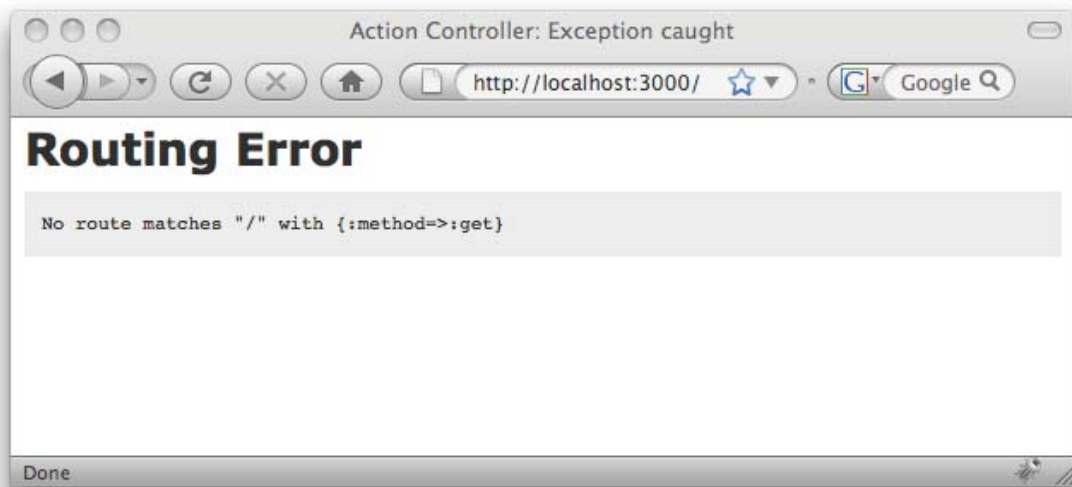 Action Controller: Exception caught
http://localhost:3000/
G Google
Routing Error
No route matches "/" with {:method=>:get}
Done